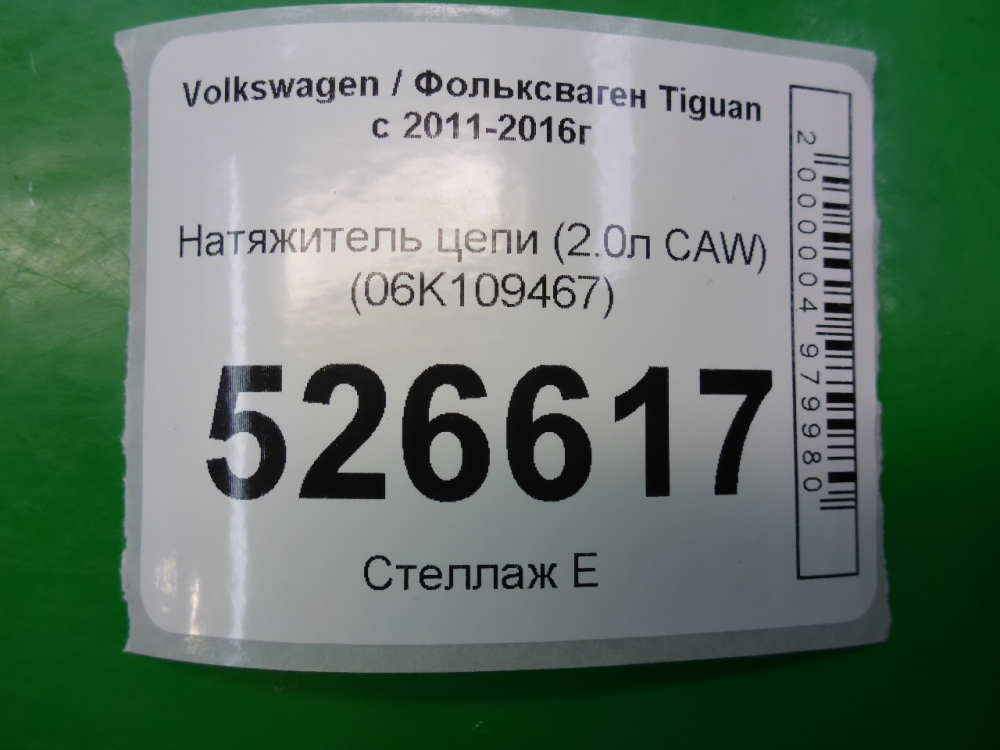 Volkswagen / Фольксваген Tiguan
с 2011-2016г
Натяжитель цепи (2.0л CAW)
(06K109467)
526617
Стеллаж E
2000004979980